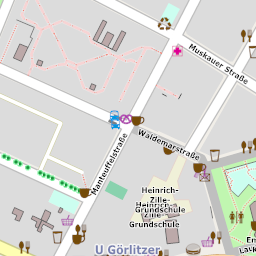 Muskauer Straße
Waldemarstraße
Manteuffelstraße
Heinrich-
Zille-
Grundschule
Heinrich-
Zille-
Grundschule
U Görlitzer